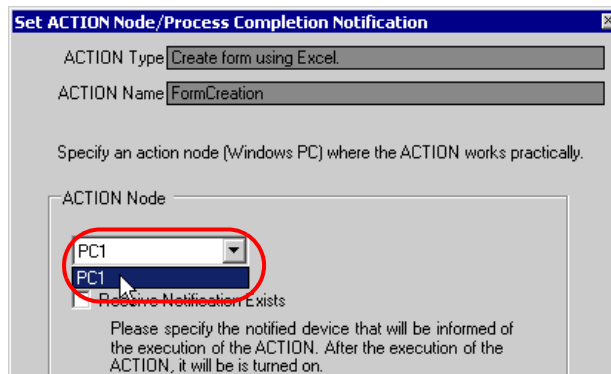 Set ACTION Node/Process Completion Notification
ACTION Type Create form using Excel.
ACTION Name FormCreation
Specify an action node (Windows PC) where the ACTION works practically.
ACTION Node
PC1
PC1
Receive Notification Exists
Please specify the notified device that will be informed of
the execution of the ACTION. After the execution of the
ACTION, it will be is turned on.